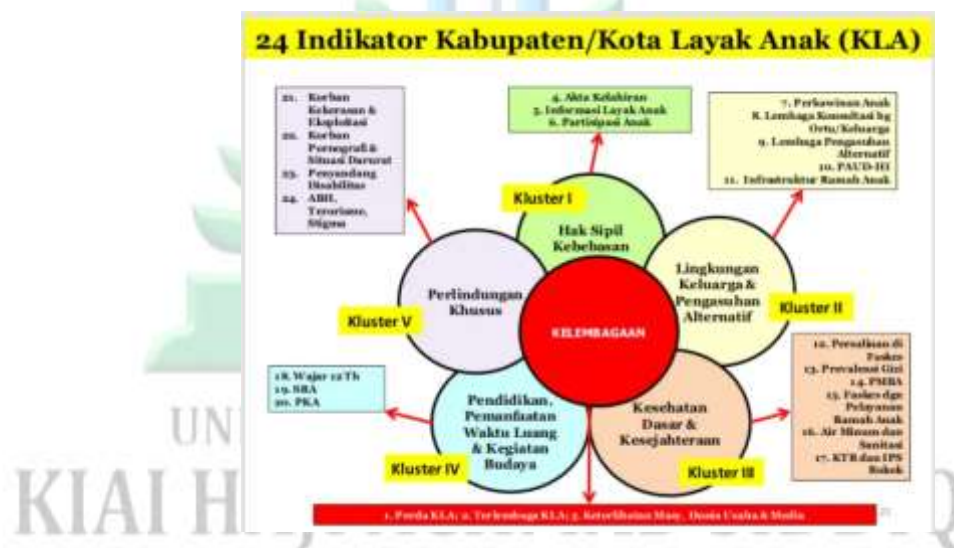 24 Indikator Kabupaten/Kota Layak Anak (KLA)
21. Korban
Kekerasan &
Eksploitasi
22. Korban
Pornografi &
Situasi Darurat
23. Penyandang
Disabilitas
24. ABH,
Terorisme,
Stigma
4. Akta Kelahiran
5. Informasi Layak Anak
6. Partisipasi Anak
7. Perkawinan Anak
8. Lembaga Konsultasi bg
Ortu/Keluarga
9. Lembaga Pengasuhan
Alternatif
10. PAUD-HI
11. Infrastruktur Ramah Anak
Kluster I
Hak Sipil
Kebebasan
Lingkungan
Keluarga &
Pengasuhan
Alternatif
Kluster II
Perlindungan
Khusus
Kluster V
KELEMBAGAAN
12. Persalinan di
Faskes
13. Prevalensi Gizi
14. PMBA
15. Faskes dgn
Pelayanan
Ramah Anak
16. Air Minum dan
Sanitasi
17. KTR dan IPS
Rokok
18. Wajar 12 Th
19. SRA
20. PKA
Pendidikan,
Pemanfaatan
Waktu Luang
& Kegiatan
Budaya
Kluster IV
Kesehatan
Dasar &
Kesejahteraan
Kluster III
1. Perda KLA; 2. Terlembaga KLA; 3. Keterlibatan Masy, Dunia Usaha & Media
UNI
KIAI H